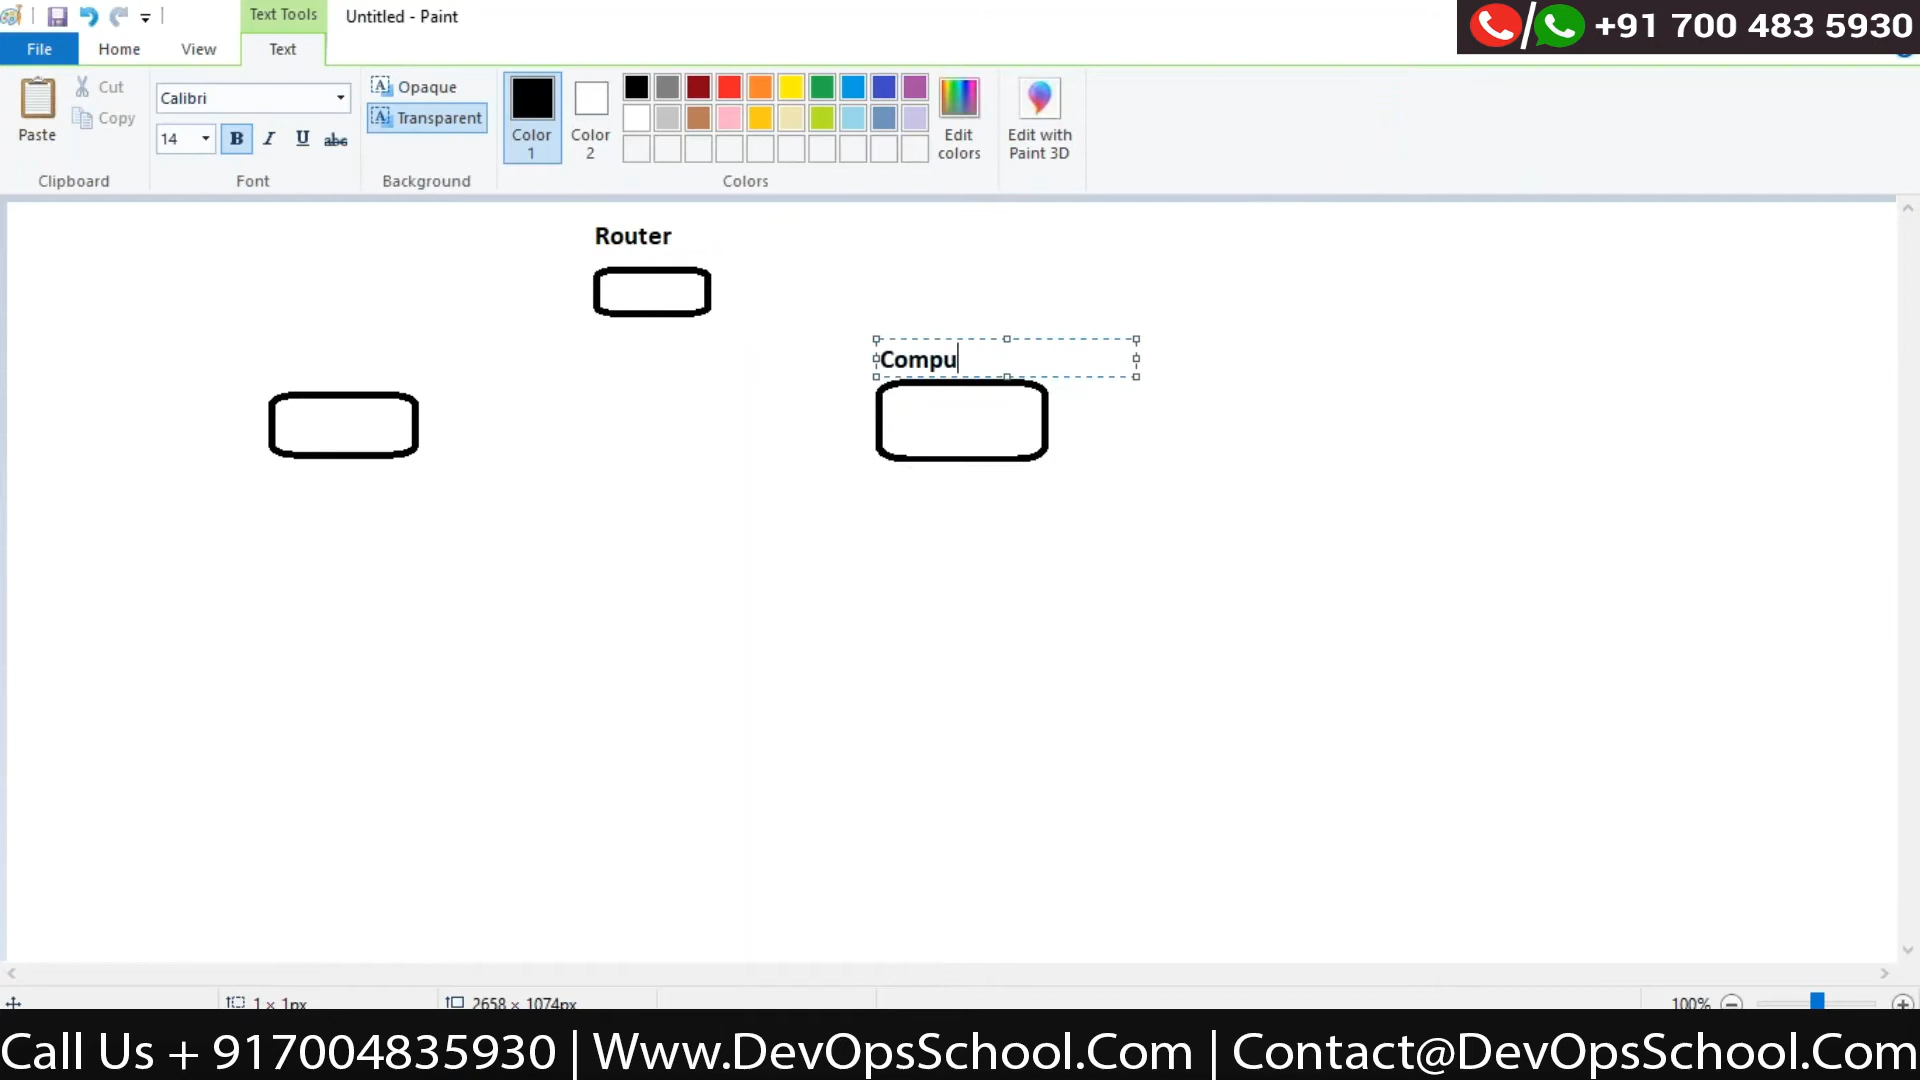 Text Tools
Untitled - Paint
+91 700 483 5930
File
Home
View
Text
Paste
Cut
Copy
Calibri
14
B
I
U
abc
Opaque
Transparent
Color 1
Color 2
Edit colors
Edit with Paint 3D
Clipboard
Font
Background
Colors
Router
Compu
1 × 1px
2658 × 1074px
100%
Call Us + 917004835930 | Www.DevOpsSchool.Com | Contact@DevOpsSchool.Com